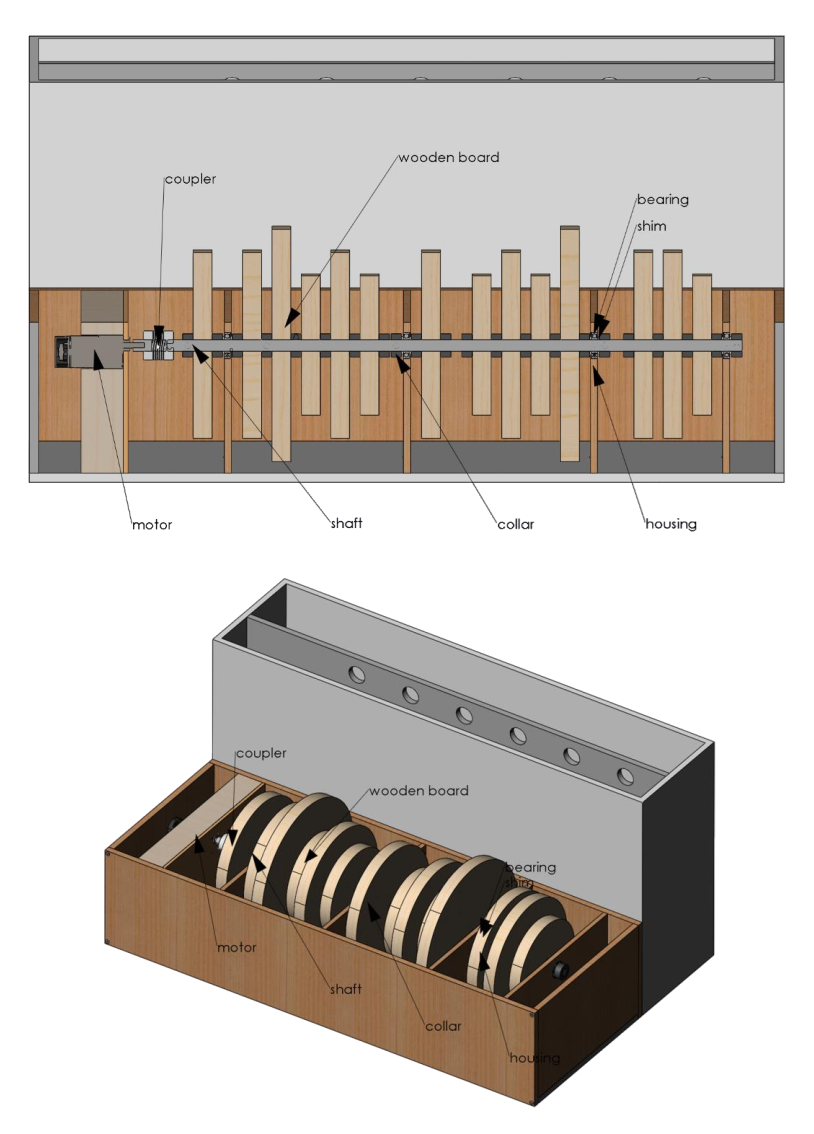 wooden board
coupler
bearing
shim
motor
shaft
collar
housing
coupler
wooden board
bearing
shim
motor
shaft
collar
housing